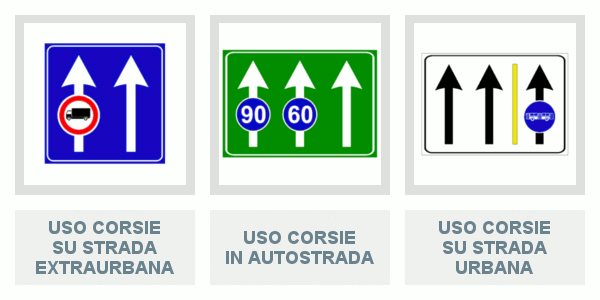 90
60
USO CORSIE
SU STRADA
EXTRAURBANA
USO CORSIE
IN AUTOSTRADA
USO CORSIE
SU STRADA
URBANA